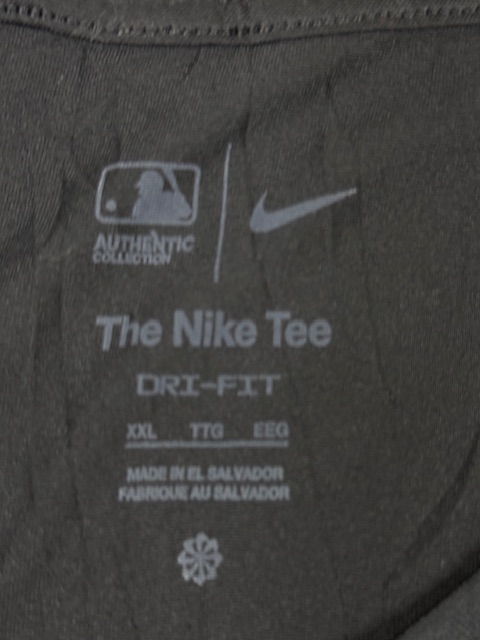 AUTHENTIC
COLLECTION
The Nike Tee
DRI-FIT
XXL TTG EEG
MADE IN EL SALVADOR
FABRIQUE AU SALVADOR